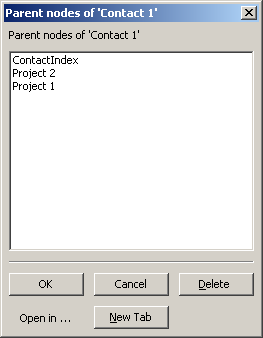 Parent nodes of 'Contact 1'
Parent nodes of 'Contact 1'
ContactIndex
Project 2
Project 1
OK Cancel Delete
Open in ... New Tab